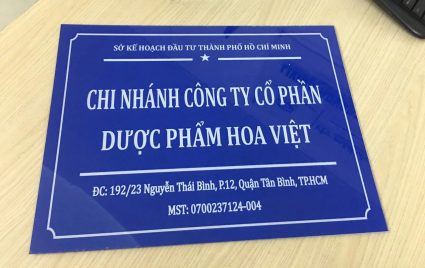 SỞ KẾ HOẠCH ĐẦU TƯ THÀNH PHỐ HỒ CHÍ MINH
CHI NHÁNH CÔNG TY CỔ PHẦN
DƯỢC PHẨM HOA VIỆT
ĐC: 192/23 Nguyễn Thái Bình, P.12, Quận Tân Bình, TP.HCM
MST: 0700237124-004